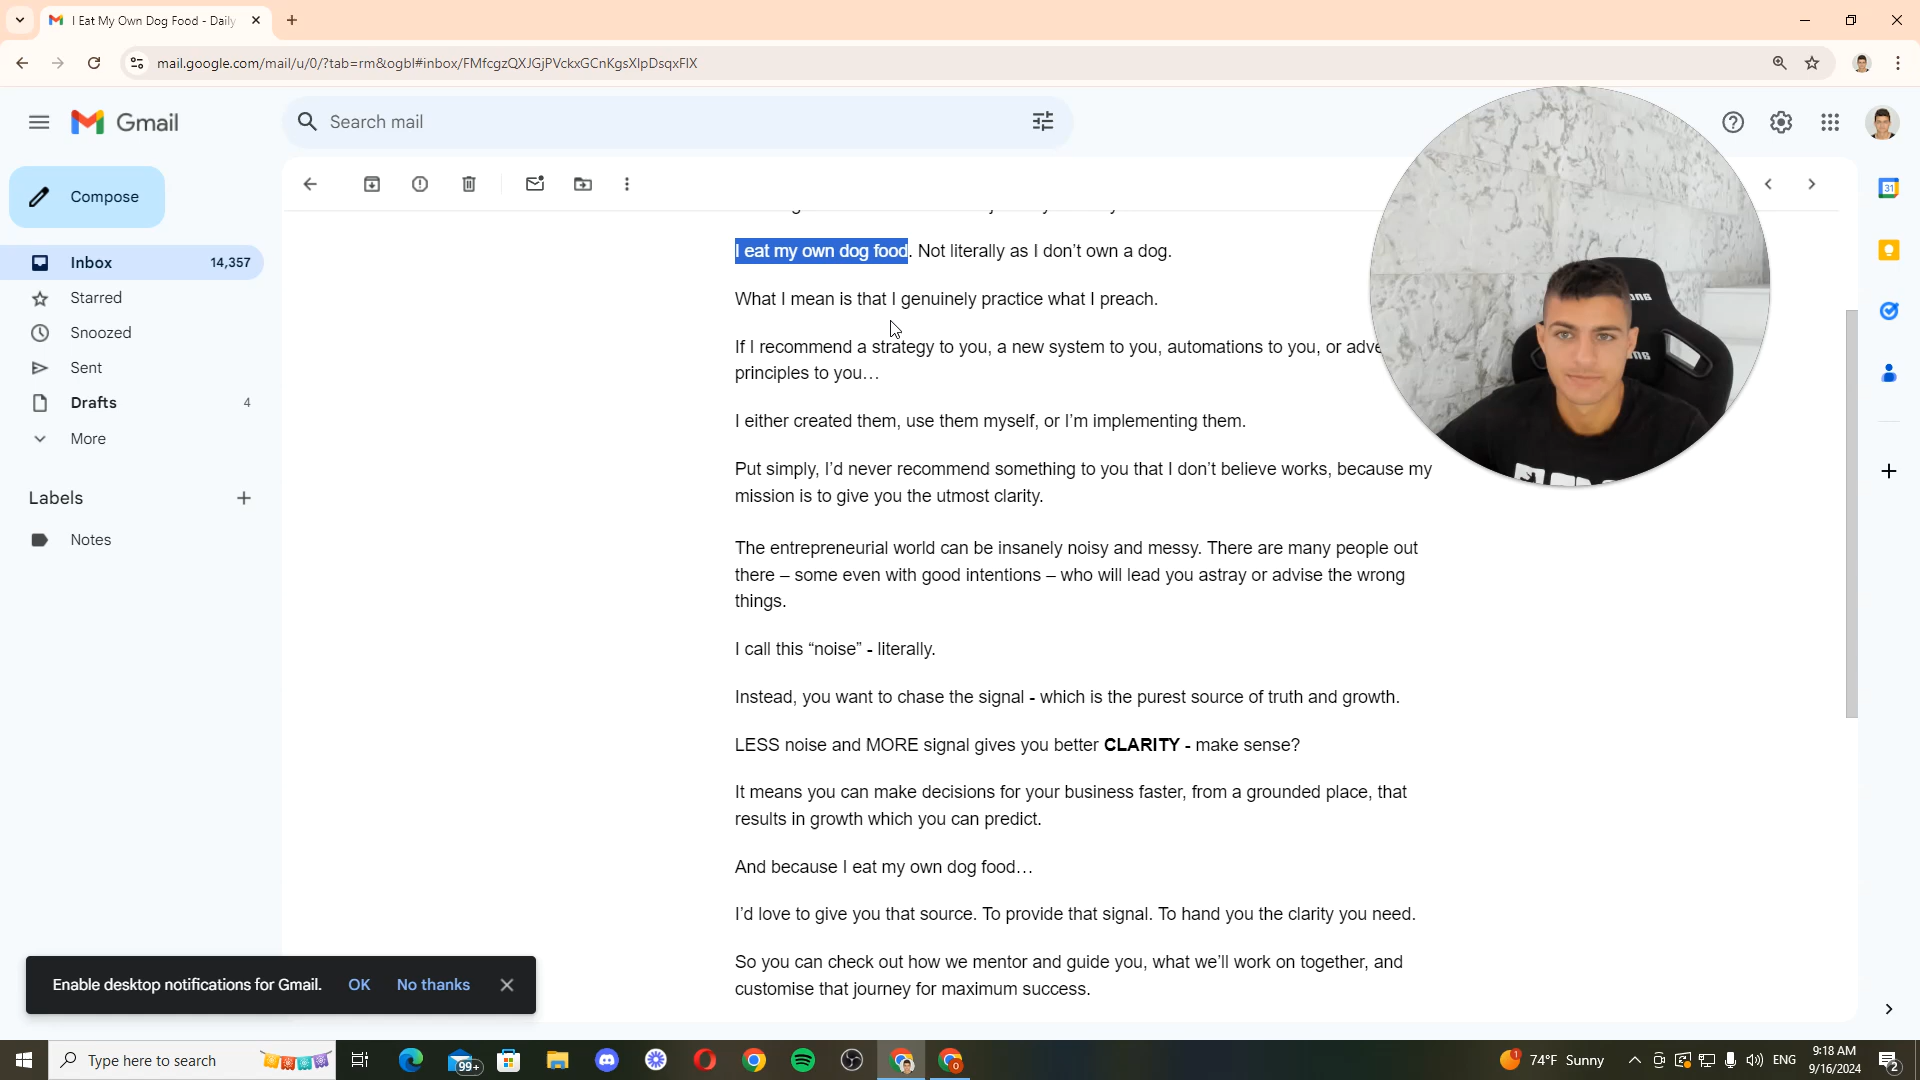 I Eat My Own Dog Food - Daily
mail.google.com/mail/u/0/?tab=rm&ogbl#inbox/FMfcgzQXJGjPVckxGCnKgsXlpDsqxFlX
Gmail
Search mail
Compose
Inbox 14,357
Starred
Snoozed
Sent
Drafts 4
More
Labels
Notes
31
I eat my own dog food. Not literally as I don’t own a dog.
What I mean is that I genuinely practice what I preach.
If I recommend a strategy to you, a new system to you, automations to you, or adve
principles to you…
I either created them, use them myself, or I’m implementing them.
Put simply, I’d never recommend something to you that I don’t believe works, because my
mission is to give you the utmost clarity.
The entrepreneurial world can be insanely noisy and messy. There are many people out
there – some even with good intentions – who will lead you astray or advise the wrong
things.
I call this “noise” - literally.
Instead, you want to chase the signal - which is the purest source of truth and growth.
LESS noise and MORE signal gives you better CLARITY - make sense?
It means you can make decisions for your business faster, from a grounded place, that
results in growth which you can predict.
And because I eat my own dog food…
I’d love to give you that source. To provide that signal. To hand you the clarity you need.
So you can check out how we mentor and guide you, what we’ll work on together, and
customise that journey for maximum success.
Enable desktop notifications for Gmail. OK No thanks
Type here to search
99+
1
74°F Sunny
ENG
9:18 AM
9/16/2024
2